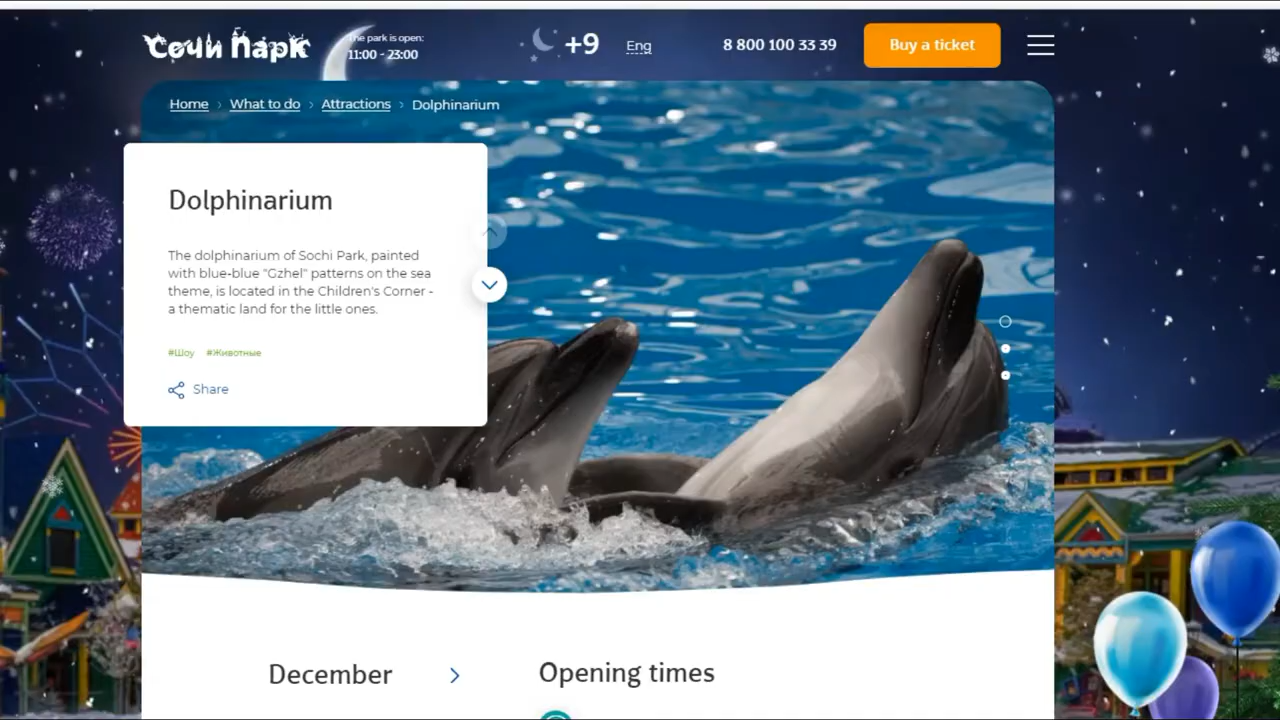 Сочи Парк
The park is open:
11:00 - 23:00
+9
Eng
8 800 100 33 39
Buy a ticket
Home > What to do > Attractions > Dolphinarium
Dolphinarium
The dolphinarium of Sochi Park, painted
with blue-blue "Gzhel" patterns on the sea
theme, is located in the Children's Corner -
a thematic land for the little ones.
#Шоу #Животные
Share
December
Opening times